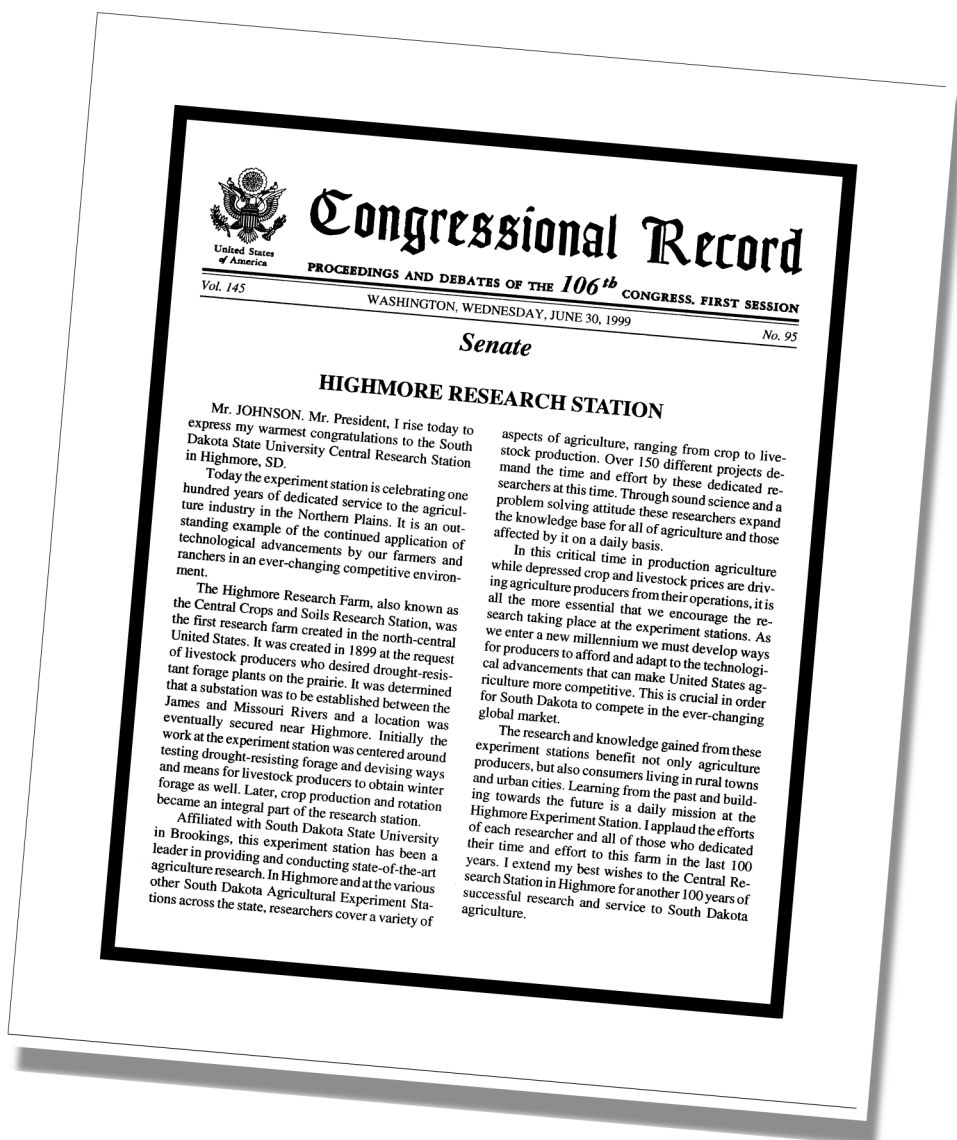 United States
of America
Congressional Record
PROCEEDINGS AND DEBATES OF THE 106th CONGRESS, FIRST SESSION
Vol. 145
WASHINGTON, WEDNESDAY, JUNE 30, 1999
No. 95
Senate
HIGHMORE RESEARCH STATION
Mr. JOHNSON. Mr. President, I rise today to
express my warmest congratulations to the South
Dakota State University Central Research Station
in Highmore, SD.
Today the experiment station is celebrating one
hundred years of dedicated service to the agricul-
ture industry in the Northern Plains. It is an out-
standing example of the continued application of
technological advancements by our farmers and
ranchers in an ever-changing competitive environ-
ment.
The Highmore Research Farm, also known as
the Central Crops and Soils Research Station, was
the first research farm created in the north-central
United States. It was created in 1899 at the request
of livestock producers who desired drought-resis-
tant forage plants on the prairie. It was determined
that a substation was to be established between the
James and Missouri Rivers and a location was
eventually secured near Highmore. Initially the
work at the experiment station was centered around
testing drought-resisting forage and devising ways
and means for livestock producers to obtain winter
forage as well. Later, crop production and rotation
became an integral part of the research station.
Affiliated with South Dakota State University
in Brookings, this experiment station has been a
leader in providing and conducting state-of-the-art
agriculture research. In Highmore and at the various
other South Dakota Agricultural Experiment Sta-
tions across the state, researchers cover a variety of
aspects of agriculture, ranging from crop to live-
stock production. Over 150 different projects de-
mand the time and effort by these dedicated re-
searchers at this time. Through sound science and a
problem solving attitude these researchers expand
the knowledge base for all of agriculture and those
affected by it on a daily basis.
In this critical time in production agriculture
while depressed crop and livestock prices are driv-
ing agriculture producers from their operations, it is
all the more essential that we encourage the re-
search taking place at the experiment stations. As
we enter a new millennium we must develop ways
for producers to afford and adapt to the technologi-
cal advancements that can make United States ag-
riculture more competitive. This is crucial in order
for South Dakota to compete in the ever-changing
global market.
The research and knowledge gained from these
experiment stations benefit not only agriculture
producers, but also consumers living in rural towns
and urban cities. Learning from the past and build-
ing towards the future is a daily mission at the
Highmore Experiment Station. I applaud the efforts
of each researcher and all of those who dedicated
their time and effort to this farm in the last 100
years. I extend my best wishes to the Central Re-
search Station in Highmore for another 100 years of
successful research and service to South Dakota
agriculture.